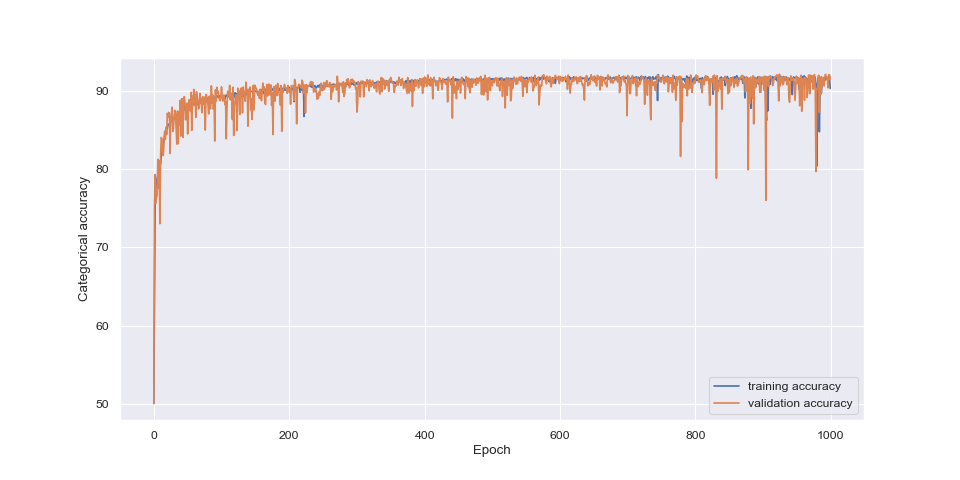 90
80
70
60
50
Categorical accuracy
training accuracy
validation accuracy
0 200 400 600 800 1000
Epoch